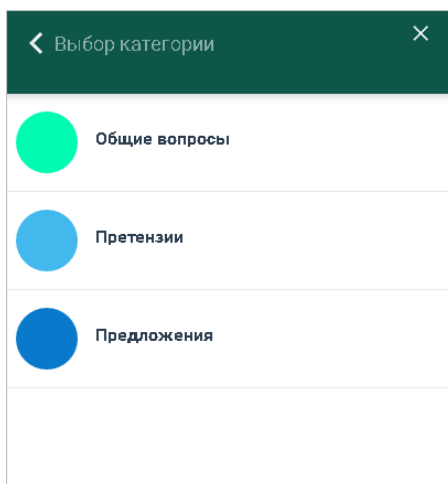 Выбор категории
Общие вопросы
Претензии
Предложения